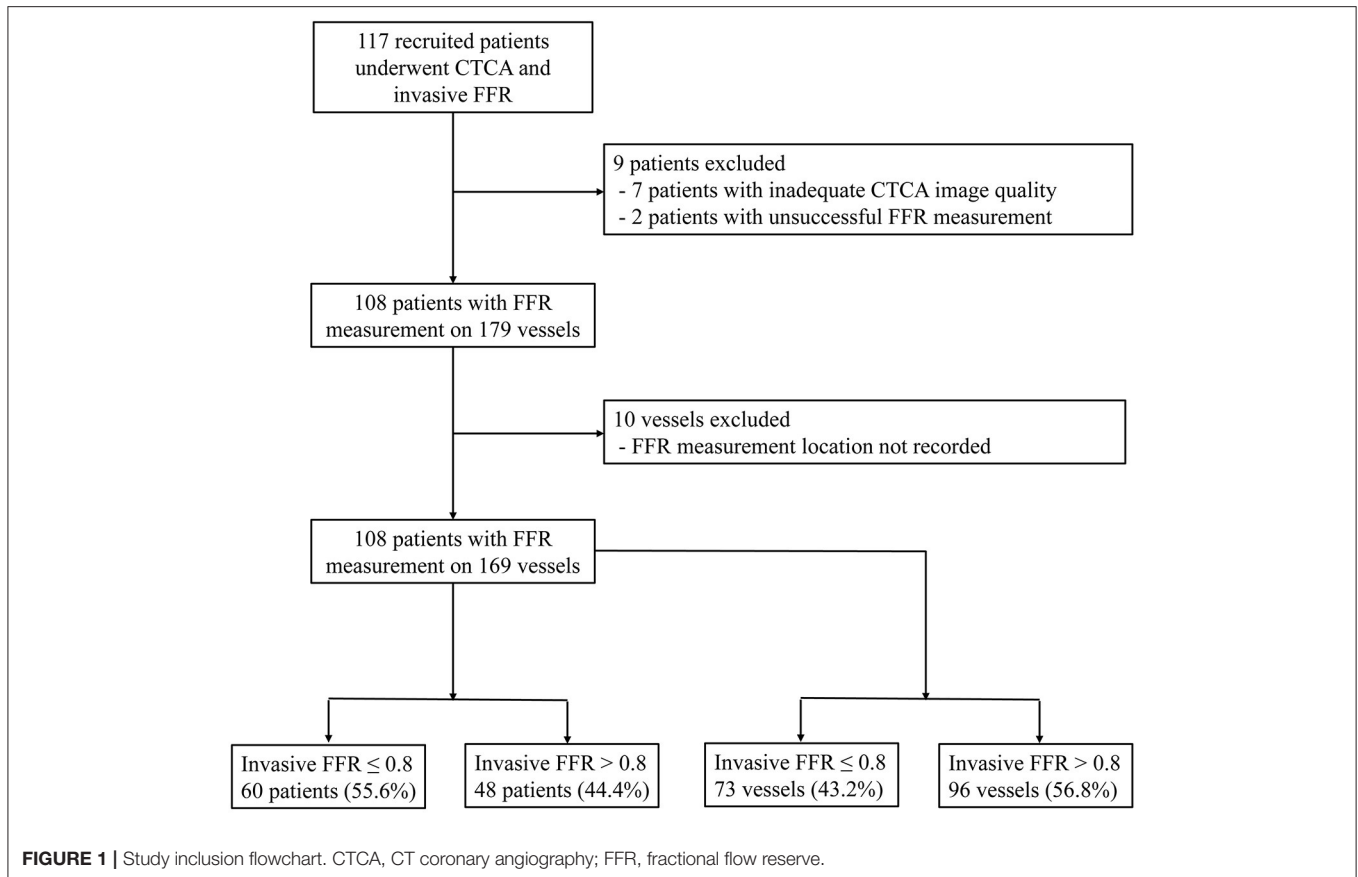 117 recruited patients
underwent CTCA and
invasive FFR
9 patients excluded
- 7 patients with inadequate CTCA image quality
- 2 patients with unsuccessful FFR measurement
108 patients with FFR
measurement on 179 vessels
10 vessels excluded
- FFR measurement location not recorded
108 patients with FFR
measurement on 169 vessels
Invasive FFR ≤ 0.8
60 patients (55.6%)
Invasive FFR > 0.8
48 patients (44.4%)
Invasive FFR ≤ 0.8
73 vessels (43.2%)
Invasive FFR > 0.8
96 vessels (56.8%)
FIGURE 1 | Study inclusion flowchart. CTCA, CT coronary angiography; FFR, fractional flow reserve.